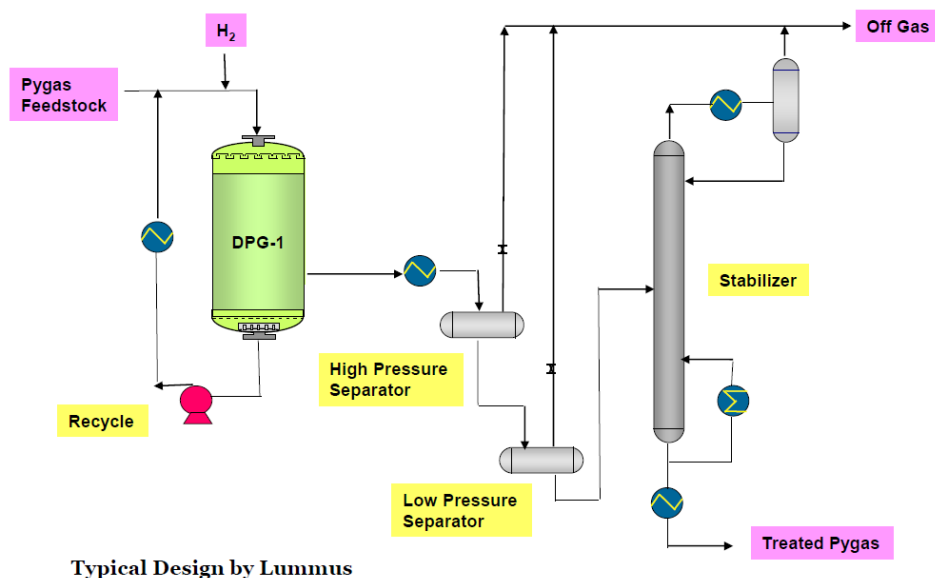 H₂
Off Gas
Pygas
Feedstock
DPG-1
Stabilizer
High Pressure
Separator
Recycle
Low Pressure
Separator
Treated Pygas
Typical Design by Lummus